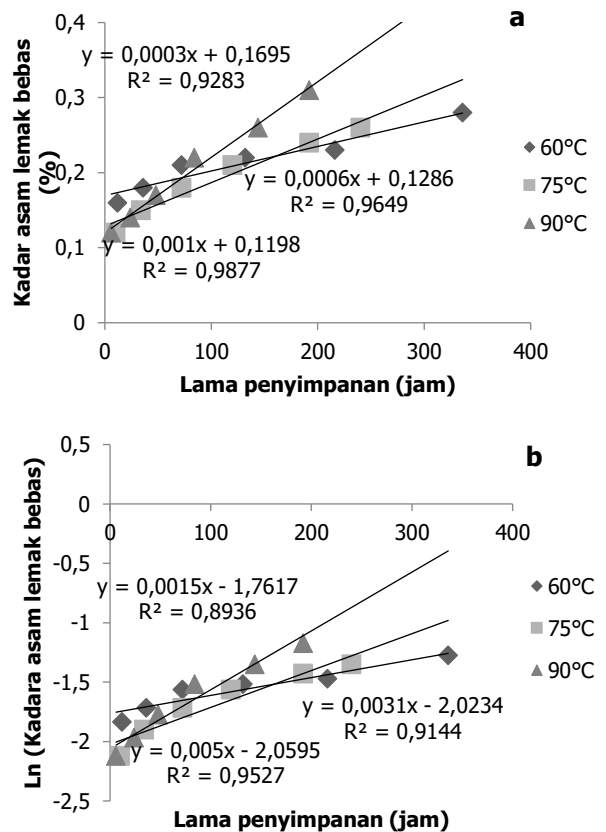 a
0,4
y = 0,0003x + 0,1695
R² = 0,9283
0,3
60°C
75°C
90°C
0,2
y = 0,0006x + 0,1286
R² = 0,9649
0,1
y = 0,001x + 0,1198
R² = 0,9877
0
0
100
200
300
400
Kadar asam lemak bebas
(%)
Lama penyimpanan (jam)
b
0,5
0
0
100
200
300
400
-0,5
y = 0,0015x - 1,7617
R² = 0,8936
60°C
75°C
90°C
-1
-1,5
y = 0,0031x - 2,0234
R² = 0,9144
-2
y = 0,005x - 2,0595
R² = 0,9527
-2,5
Ln (Kadara asam lemak bebas)
Lama penyimpanan (jam)